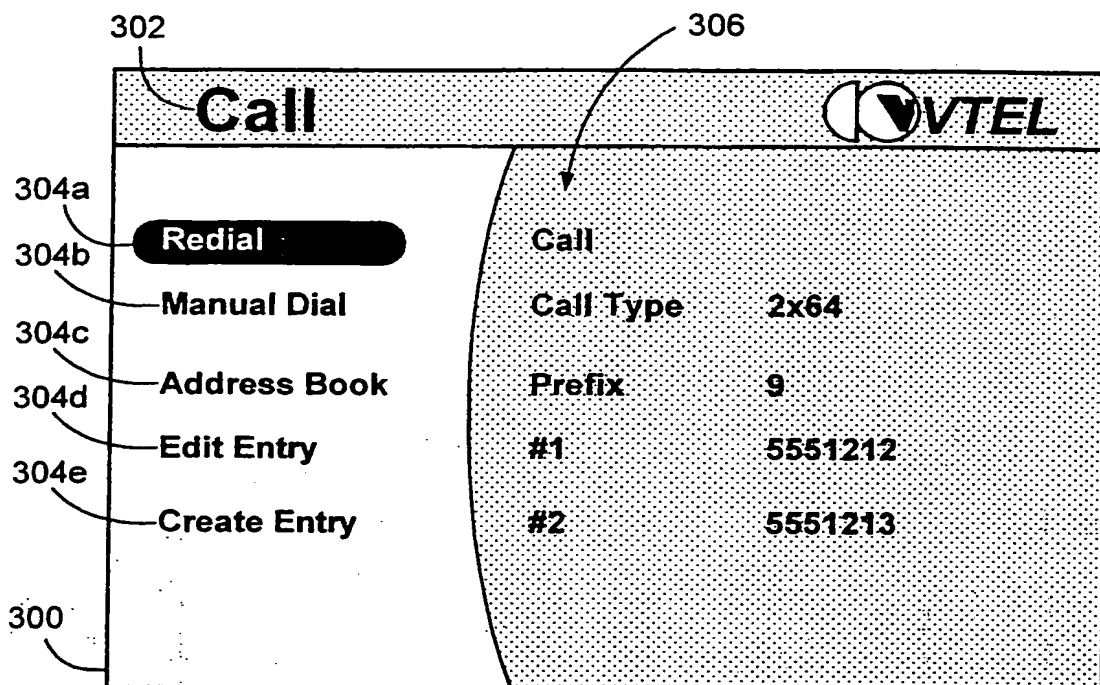 302
306
Call
VTEL
304a
Redial
Call
304b
Manual Dial
Call Type 2x64
304c
Address Book
Prefix 9
304d
Edit Entry
#1 5551212
304e
Create Entry
#2 5551213
300